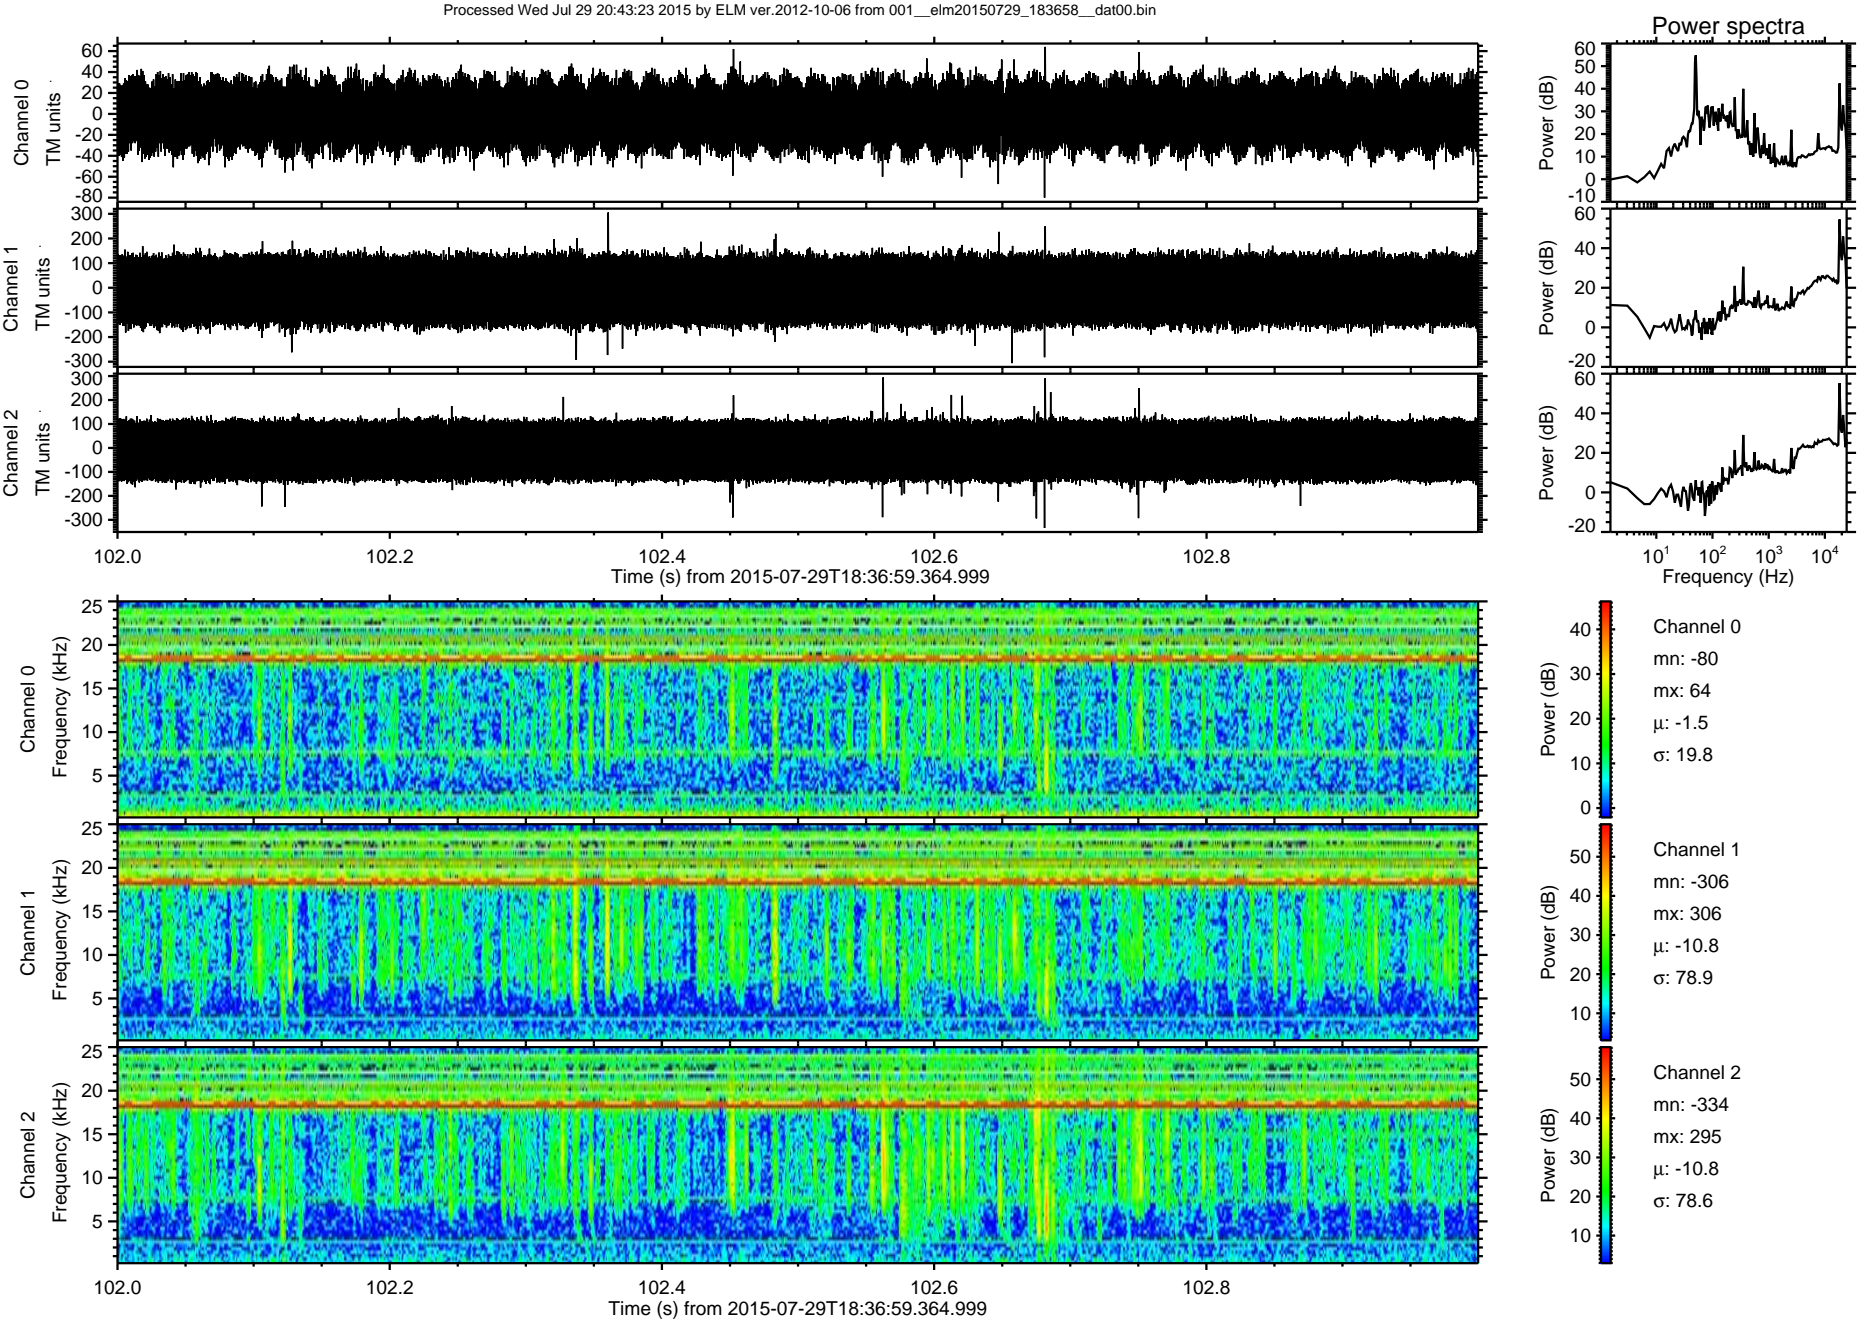 Processed Wed Jul 29 20:43:23 2015 by ELM ver.2012-10-06 from 001__elm20150729_183658__dat00.bin
Power spectra
Channel 0
TM units
60
40
20
0
-20
-40
-60
-80
Power (dB)
60
50
40
30
20
10
0
-10
Channel 1
TM units
300
200
100
0
-100
-200
-300
Power (dB)
60
40
20
0
-20
Channel 2
TM units
300
200
100
0
-100
-200
-300
Power (dB)
60
40
20
0
-20
102.0 102.2 102.4 102.6 102.8
Time (s) from 2015-07-29T18:36:59.364.999
10¹ 10² 10³ 10⁴
Frequency (Hz)
Channel 0
Frequency (kHz)
25
20
15
10
5
Power (dB)
40
30
20
10
0
Channel 0
mn: -80
mx: 64
μ: -1.5
σ: 19.8
Channel 1
Frequency (kHz)
25
20
15
10
5
Power (dB)
50
40
30
20
10
Channel 1
mn: -306
mx: 306
μ: -10.8
σ: 78.9
Channel 2
Frequency (kHz)
25
20
15
10
5
Power (dB)
50
40
30
20
10
Channel 2
mn: -334
mx: 295
μ: -10.8
σ: 78.6
102.0 102.2 102.4 102.6 102.8
Time (s) from 2015-07-29T18:36:59.364.999